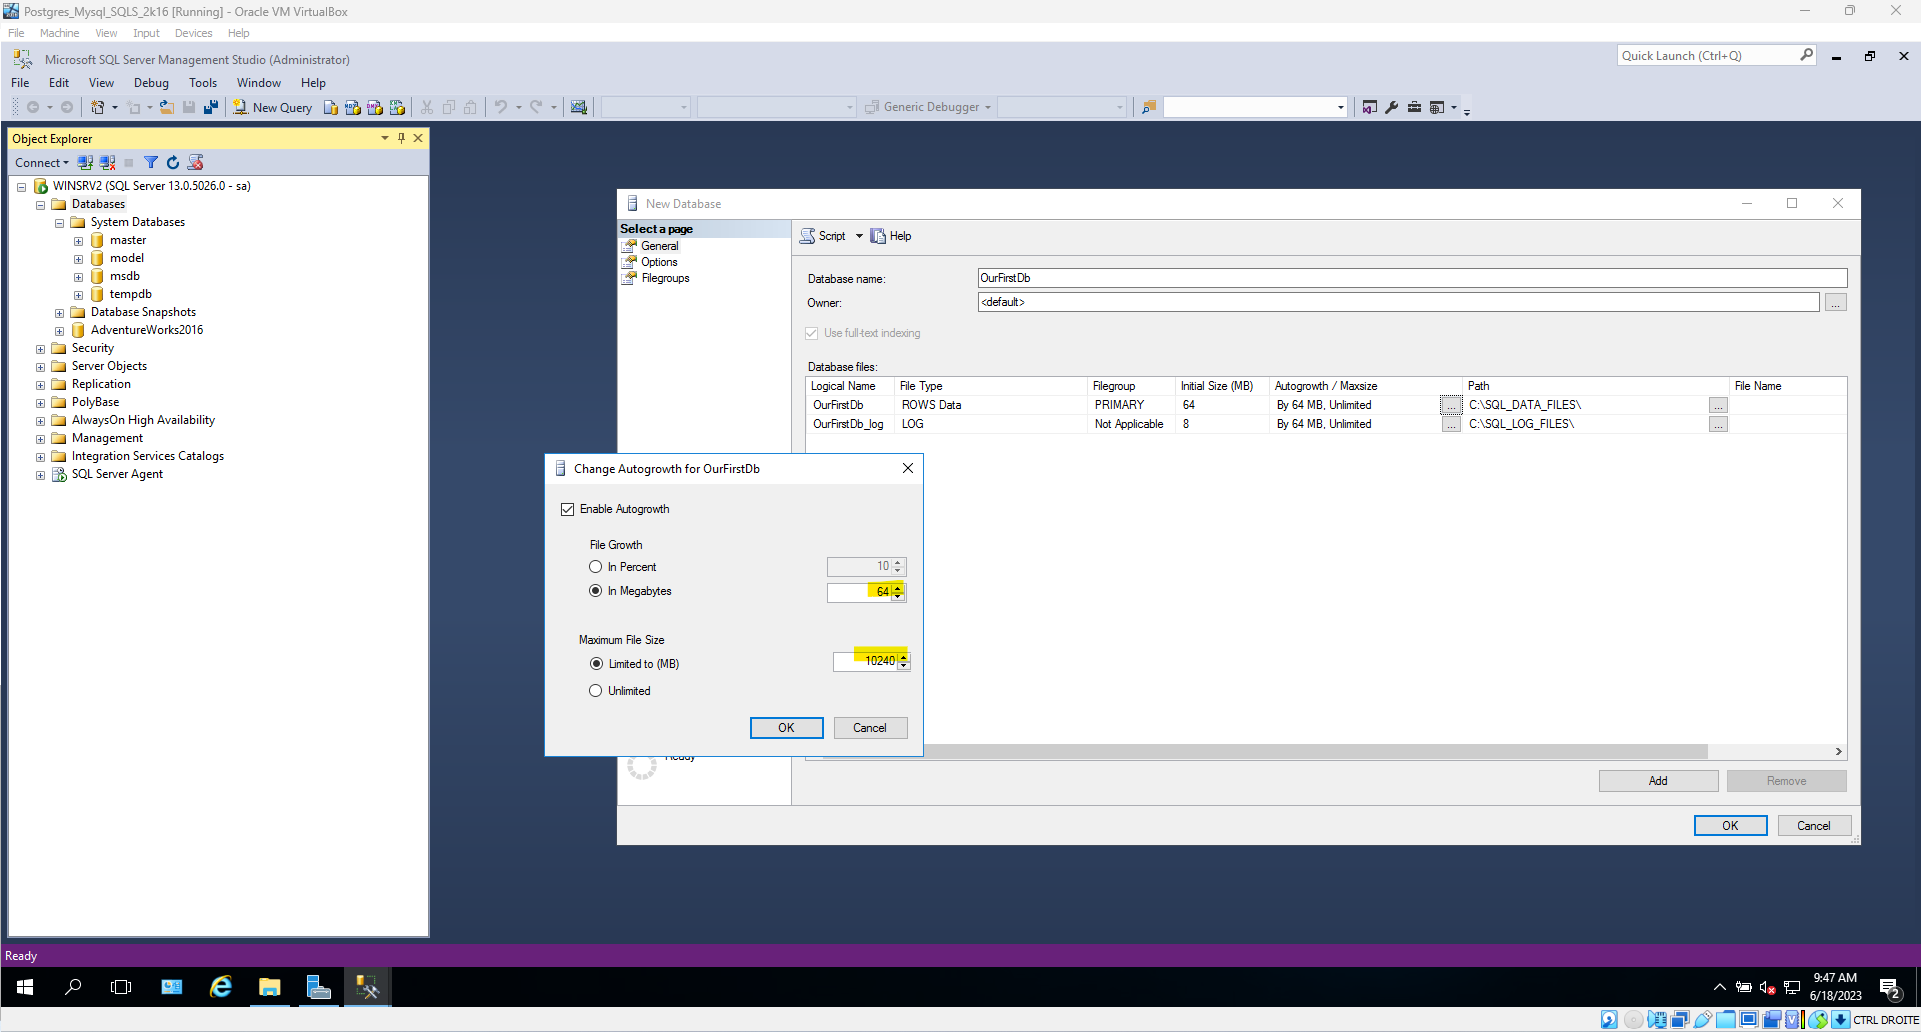 Postgres_Mysql_SQLS_2k16 [Running] - Oracle VM VirtualBox
File Machine View Input Devices Help
Microsoft SQL Server Management Studio (Administrator)
Quick Launch (Ctrl+Q)
File Edit View Debug Tools Window Help
New Query
Generic Debugger
Object Explorer
Connect
WINSRV2 (SQL Server 13.0.5026.0 - sa)
Databases
System Databases
master
model
msdb
tempdb
Database Snapshots
AdventureWorks2016
Security
Server Objects
Replication
PolyBase
AlwaysOn High Availability
Management
Integration Services Catalogs
SQL Server Agent
New Database
Select a page
General
Options
Filegroups
Script Help
Database name: OurFirstDb
Owner: <default> ...
Use full-text indexing
Database files:
Logical Name File Type Filegroup Initial Size (MB) Autogrowth / Maxsize Path File Name
OurFirstDb ROWS Data PRIMARY 64 By 64 MB, Unlimited ... C:\SQL_DATA_FILES\ ...
OurFirstDb_log LOG Not Applicable 8 By 64 MB, Unlimited ... C:\SQL_LOG_FILES\ ...
Change Autogrowth for OurFirstDb
Enable Autogrowth
File Growth
In Percent 10
In Megabytes 64
Maximum File Size
Limited to (MB) 10240
Unlimited
OK Cancel
Ready
Add Remove
OK Cancel
Ready
9:47 AM
6/18/2023
2
CTRL DROITE